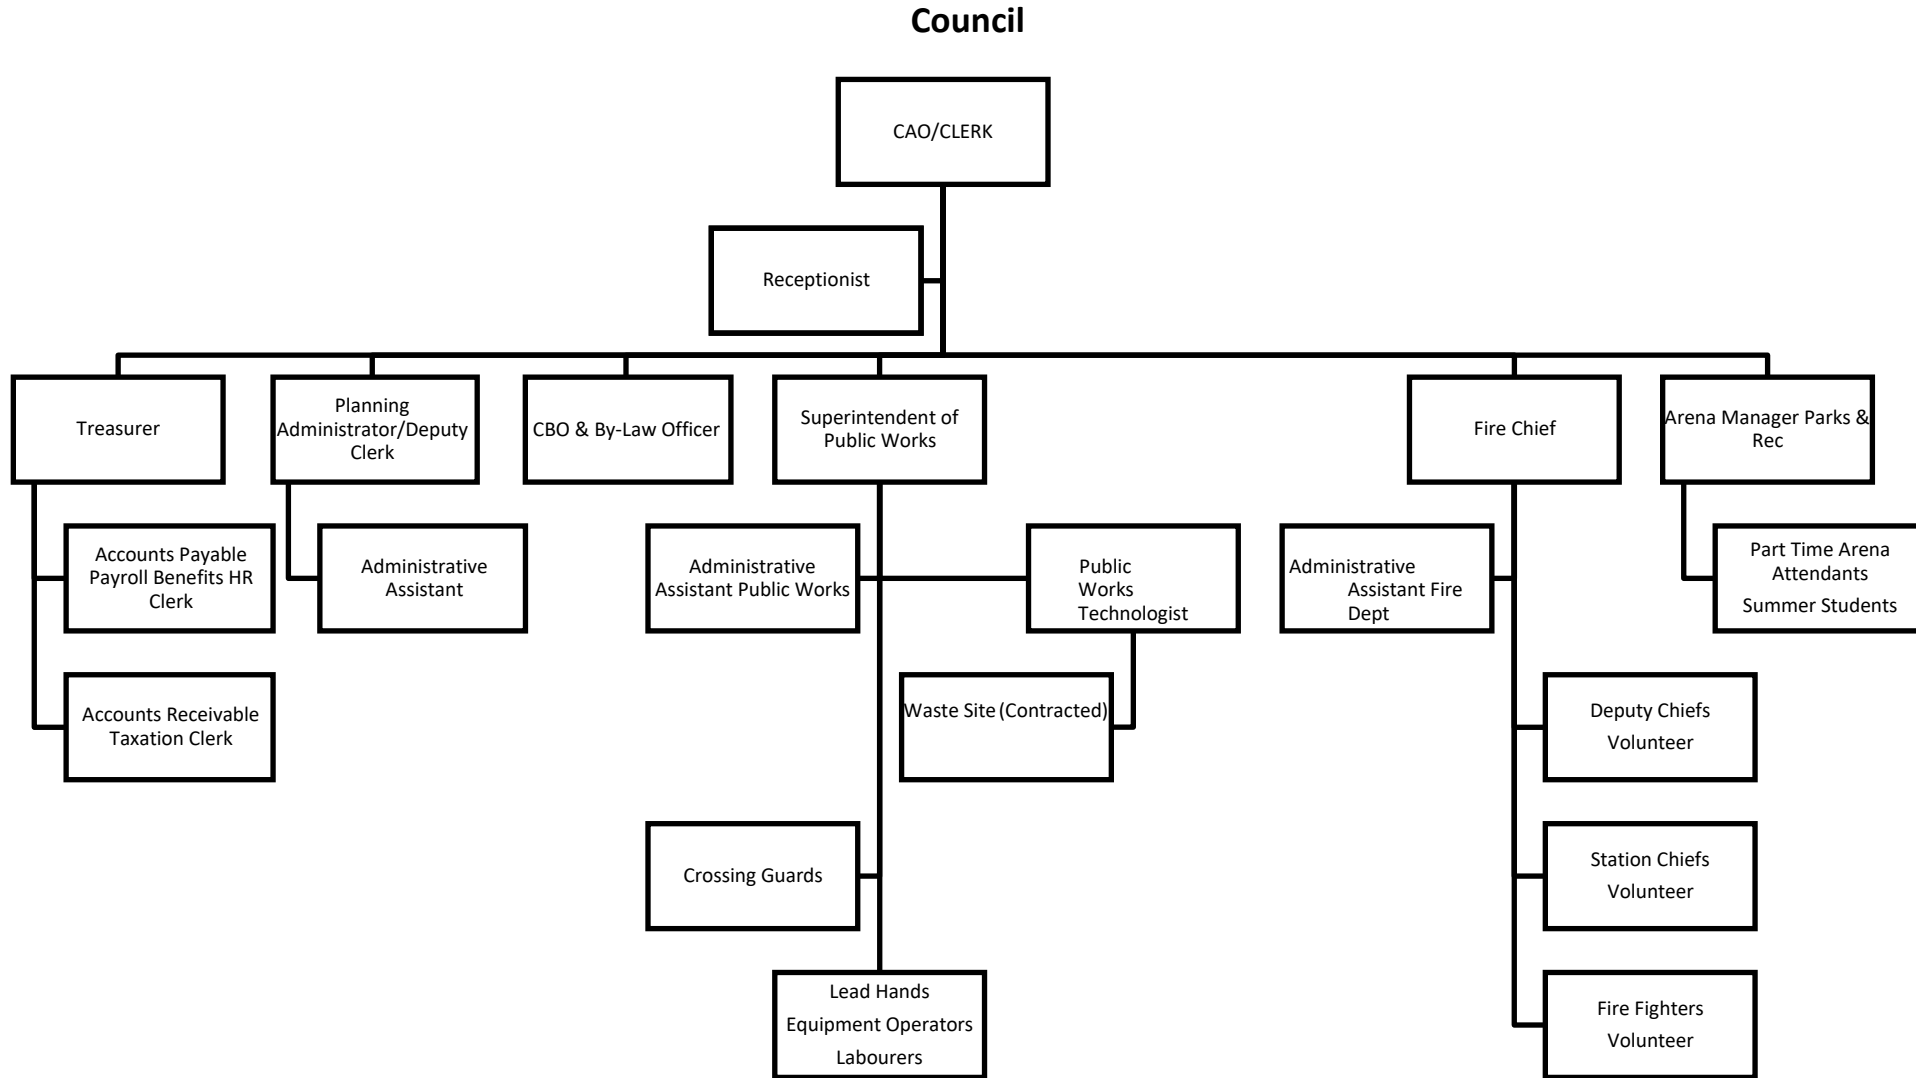 Council
CAO/CLERK
Receptionist
Treasurer
Planning
Administrator/Deputy
Clerk
CBO & By-Law Officer
Superintendent of
Public Works
Fire Chief
Arena Manager Parks &
Rec
Accounts Payable
Payroll Benefits HR
Clerk
Administrative
Assistant
Administrative
Assistant Public Works
Public
Works
Technologist
Administrative
Assistant Fire
Dept
Part Time Arena
Attendants
Summer Students
Accounts Receivable
Taxation Clerk
Waste Site (Contracted)
Deputy Chiefs
Volunteer
Crossing Guards
Station Chiefs
Volunteer
Lead Hands
Equipment Operators
Labourers
Fire Fighters
Volunteer